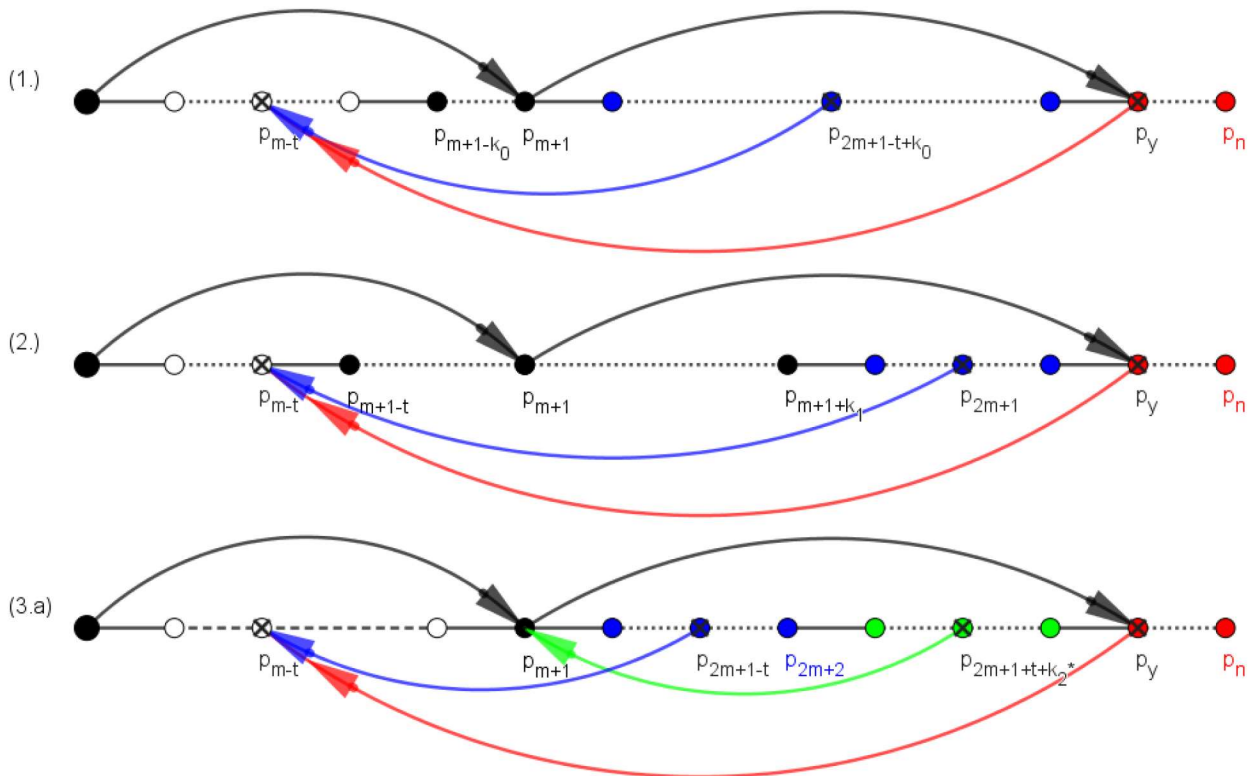 (1.)
p_{m-t} p_{m+1-k_0} p_{m+1} p_{2m+1-t+k_0} p_y p_n
(2.)
p_{m-t} p_{m+1-t} p_{m+1} p_{m+1+k_1} p_{2m+1} p_y p_n
(3.a)
p_{m-t} p_{m+1} p_{2m+1-t} p_{2m+2} p_{2m+1+t+k_2^*} p_y p_n